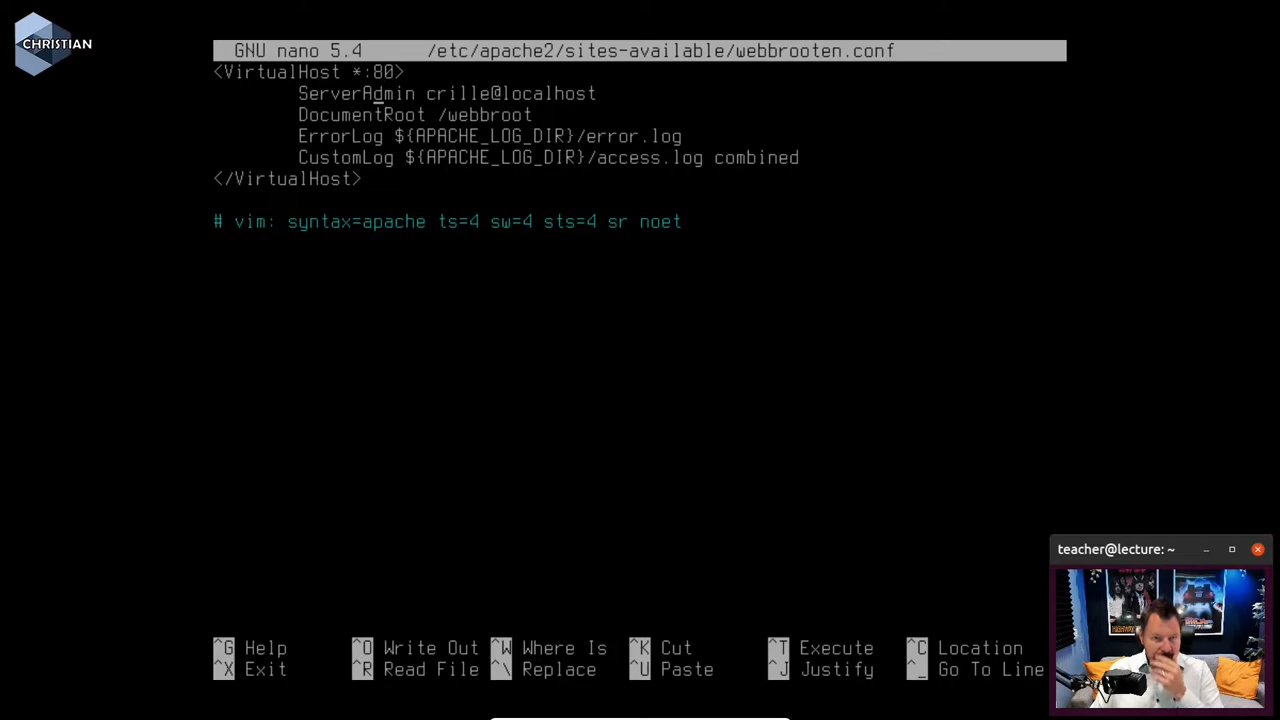 CHRISTIAN
GNU nano 5.4 /etc/apache2/sites-available/webbrooten.conf
<VirtualHost *:80>
ServerAdmin crille@localhost
DocumentRoot /webbroot
ErrorLog ${APACHE_LOG_DIR}/error.log
CustomLog ${APACHE_LOG_DIR}/access.log combined
</VirtualHost>
# vim: syntax=apache ts=4 sw=4 sts=4 sr noet
teacher@lecture: ~
^G Help ^O Write Out ^W Where Is ^K Cut ^T Execute ^C Location
^X Exit ^R Read File ^\ Replace ^U Paste ^J Justify ^_ Go To Line